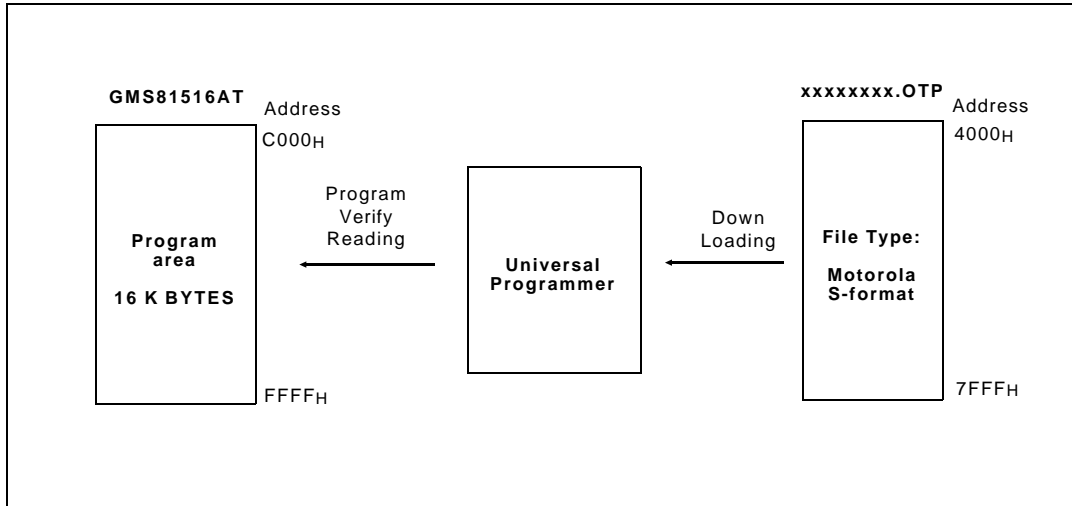 GMS81516AT
Address
C000H
Program
area
16 K BYTES
FFFFH
Program
Verify
Reading
Universal
Programmer
Down
Loading
xxxxxxxx.OTP
Address
4000H
File Type:
Motorola
S-format
7FFFH